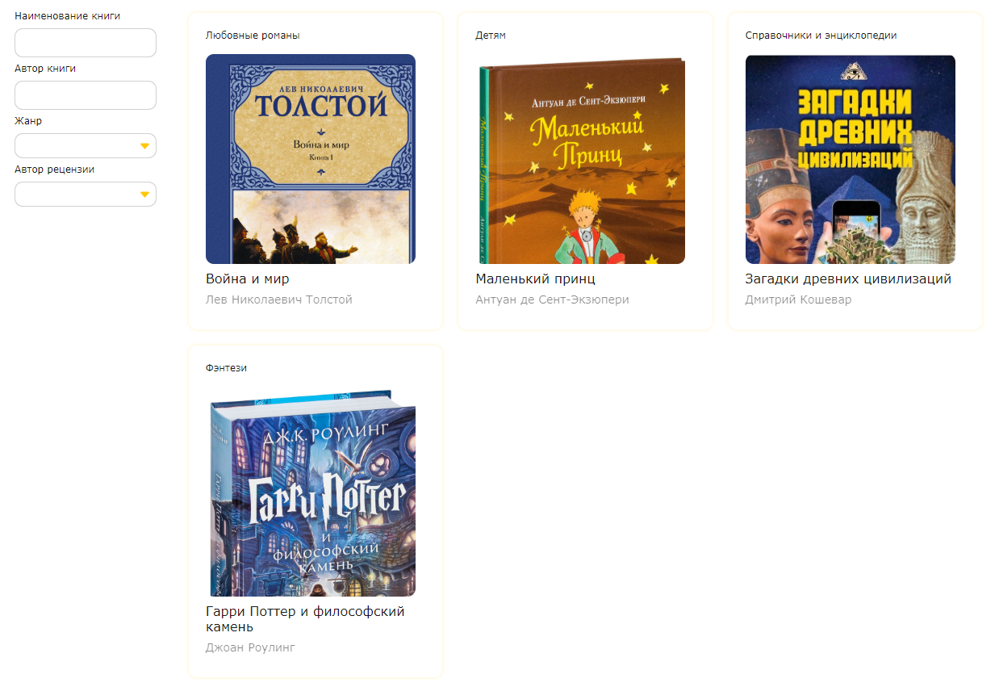 Наименование книги
Автор книги
Жанр
Автор рецензии
Любовные романы
ЛЕВ НИКОЛАЕВИЧ
ТОЛСТОЙ
Война и мир
Книга 1
Война и мир
Лев Николаевич Толстой
Детям
Антуан де Сент-Экзюпери
Маленький
Принц
Маленький Принц
Маленький принц
Антуан де Сент-Экзюпери
Справочники и энциклопедии
ЗАГАДКИ
ДРЕВНИХ
ЦИВИЛИЗАЦИЙ
Загадки древних цивилизаций
Дмитрий Кошевар
Фэнтези
ДЖ.К. РОУЛИНГ
Гарри Поттер
и
философский
камень
Гарри Поттер и философский
камень
Джоан Роулинг